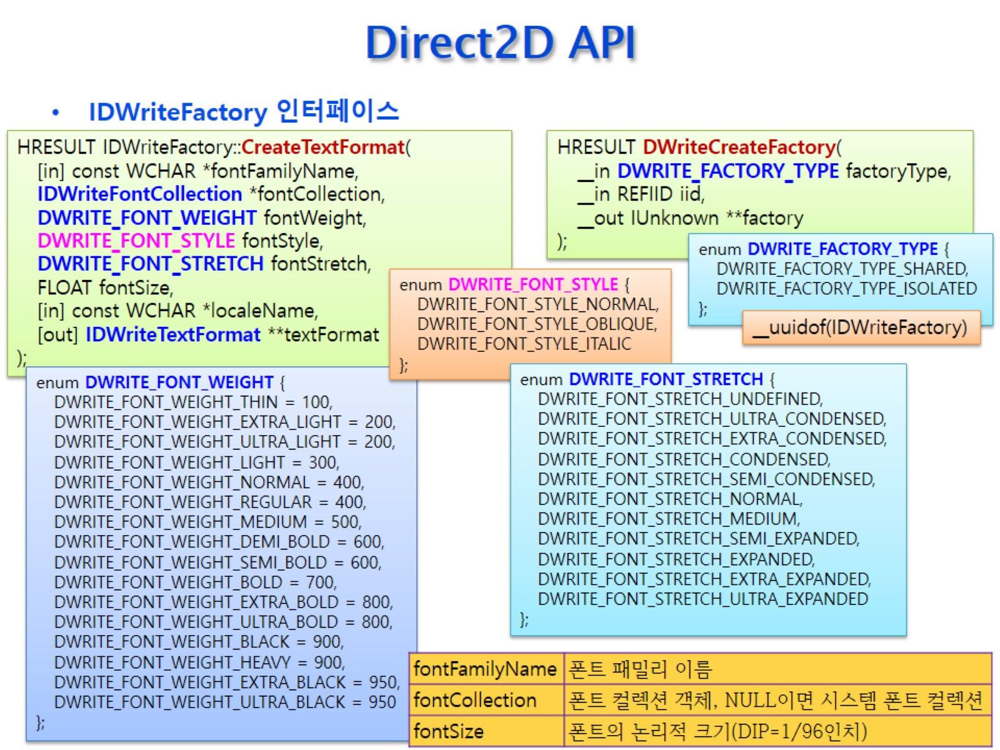 Direct2D API
• IDWriteFactory 인터페이스
HRESULT IDWriteFactory::CreateTextFormat(
[in] const WCHAR *fontFamilyName,
IDWriteFontCollection *fontCollection,
DWRITE_FONT_WEIGHT fontWeight,
DWRITE_FONT_STYLE fontStyle,
DWRITE_FONT_STRETCH fontStretch,
FLOAT fontSize,
[in] const WCHAR *localeName,
[out] IDWriteTextFormat **textFormat
);
HRESULT DWriteCreateFactory(
__in DWRITE_FACTORY_TYPE factoryType,
__in REFIID iid,
__out IUnknown **factory
);
enum DWRITE_FACTORY_TYPE {
DWRITE_FACTORY_TYPE_SHARED,
DWRITE_FACTORY_TYPE_ISOLATED
};
__uuidof(IDWriteFactory)
enum DWRITE_FONT_STYLE {
DWRITE_FONT_STYLE_NORMAL,
DWRITE_FONT_STYLE_OBLIQUE,
DWRITE_FONT_STYLE_ITALIC
};
enum DWRITE_FONT_WEIGHT {
DWRITE_FONT_WEIGHT_THIN = 100,
DWRITE_FONT_WEIGHT_EXTRA_LIGHT = 200,
DWRITE_FONT_WEIGHT_ULTRA_LIGHT = 200,
DWRITE_FONT_WEIGHT_LIGHT = 300,
DWRITE_FONT_WEIGHT_NORMAL = 400,
DWRITE_FONT_WEIGHT_REGULAR = 400,
DWRITE_FONT_WEIGHT_MEDIUM = 500,
DWRITE_FONT_WEIGHT_DEMI_BOLD = 600,
DWRITE_FONT_WEIGHT_SEMI_BOLD = 600,
DWRITE_FONT_WEIGHT_BOLD = 700,
DWRITE_FONT_WEIGHT_EXTRA_BOLD = 800,
DWRITE_FONT_WEIGHT_ULTRA_BOLD = 800,
DWRITE_FONT_WEIGHT_BLACK = 900,
DWRITE_FONT_WEIGHT_HEAVY = 900,
DWRITE_FONT_WEIGHT_EXTRA_BLACK = 950,
DWRITE_FONT_WEIGHT_ULTRA_BLACK = 950
};
enum DWRITE_FONT_STRETCH {
DWRITE_FONT_STRETCH_UNDEFINED,
DWRITE_FONT_STRETCH_ULTRA_CONDENSED,
DWRITE_FONT_STRETCH_EXTRA_CONDENSED,
DWRITE_FONT_STRETCH_CONDENSED,
DWRITE_FONT_STRETCH_SEMI_CONDENSED,
DWRITE_FONT_STRETCH_NORMAL,
DWRITE_FONT_STRETCH_MEDIUM,
DWRITE_FONT_STRETCH_SEMI_EXPANDED,
DWRITE_FONT_STRETCH_EXPANDED,
DWRITE_FONT_STRETCH_EXTRA_EXPANDED,
DWRITE_FONT_STRETCH_ULTRA_EXPANDED
};
fontFamilyName 폰트 패밀리 이름
fontCollection 폰트 컬렉션 객체, NULL이면 시스템 폰트 컬렉션
fontSize 폰트의 논리적 크기(DIP=1/96인치)